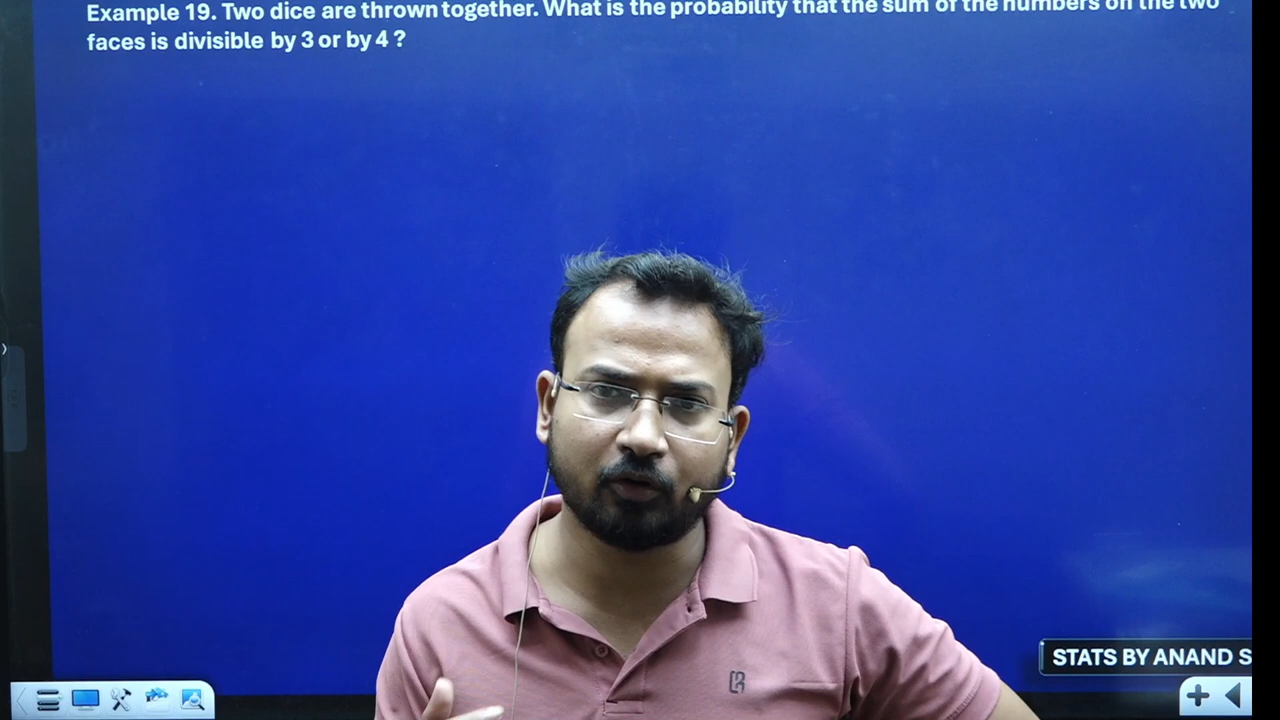 Example 19. Two dice are thrown together. What is the probability that the sum of the numbers on the two
faces is divisible by 3 or by 4 ?
STATS BY ANAND S